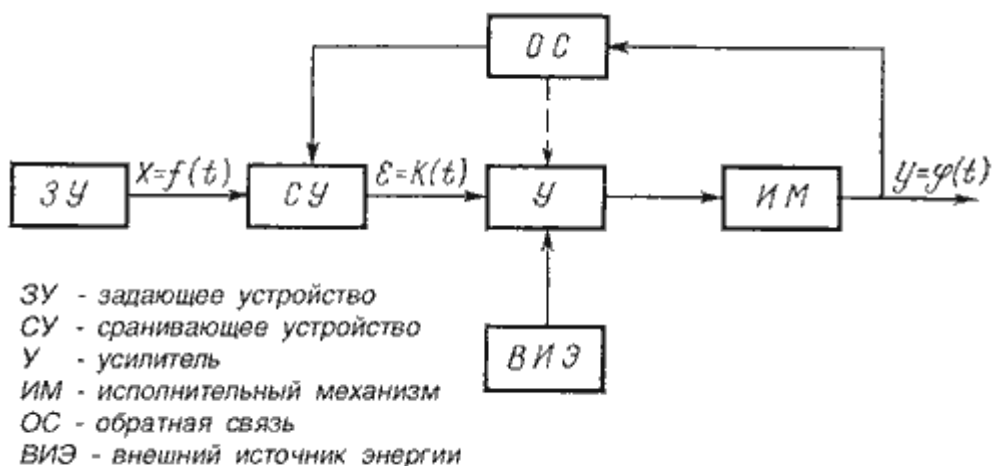 ОС
ЗУ
X=f(t)
СУ
ε=K(t)
У
ИМ
y=φ(t)
ВИЭ
ЗУ - задающее устройство
СУ - сранивающее устройство
У - усилитель
ИМ - исполнительный механизм
ОС - обратная связь
ВИЭ - внешний источник энергии